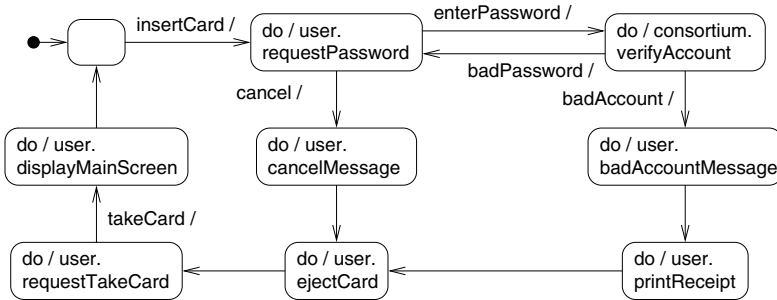 insertCard /
do / user.
requestPassword
enterPassword /
do / consortium.
verifyAccount
badPassword /
cancel /
badAccount /
do / user.
displayMainScreen
do / user.
cancelMessage
do / user.
badAccountMessage
takeCard /
do / user.
requestTakeCard
do / user.
ejectCard
do / user.
printReceipt